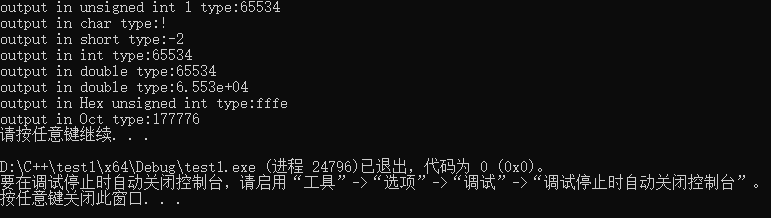 output in unsigned int 1 type:65534
output in char type:!
output in short type:-2
output in int type:65534
output in double type:65534
output in double type:6.553e+04
output in Hex unsigned int type:fffe
output in Oct type:177776
请按任意键继续. . .
D:\C++\test1\x64\Debug\test1.exe (进程 24796)已退出，代码为 0 (0x0)。
要在调试停止时自动关闭控制台，请启用“工具”->“选项”->“调试”->“调试停止时自动关闭控制台”。
按任意键关闭此窗口. . .